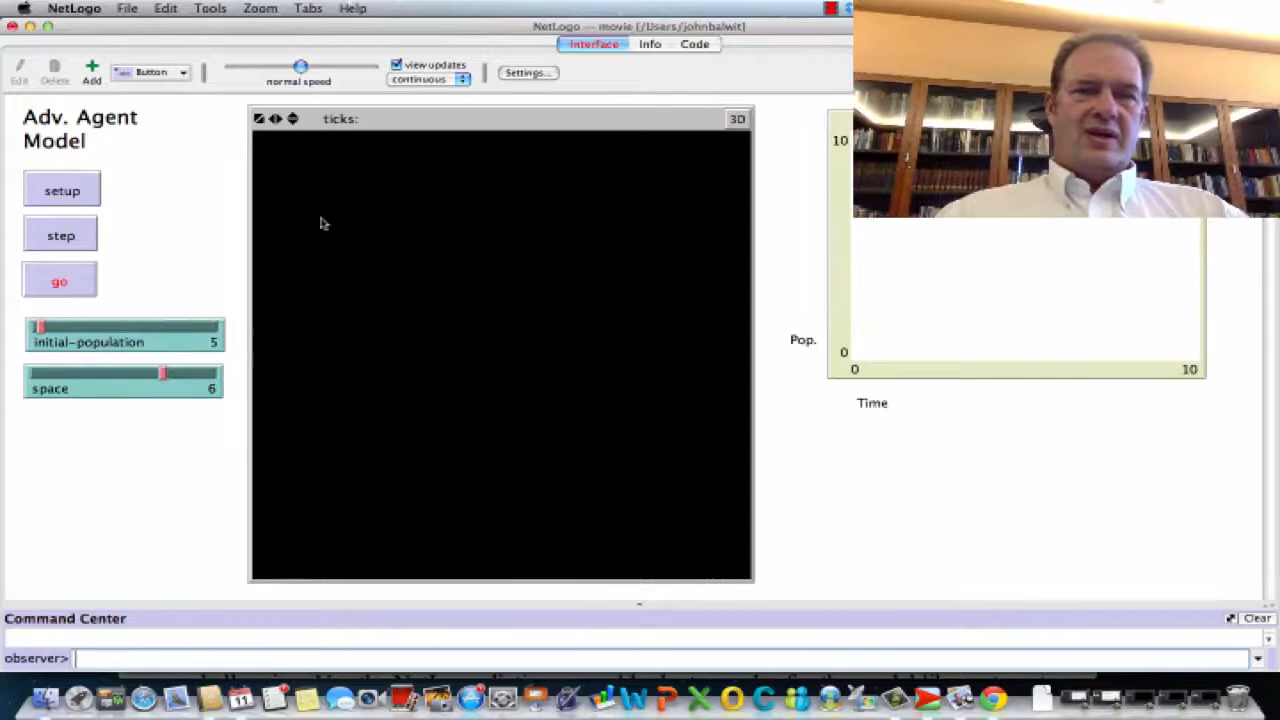 NetLogo File Edit Tools Zoom Tabs Help
NetLogo — movie [/Users/johnbalwit]
Interface Info Code
Edit Delete Add Button normal speed view updates continuous Settings...
Adv. Agent
Model
setup
step
go
initial-population 5
space 6
ticks: 3D
10
Pop.
0
0 10
Time
Command Center Clear
observer>